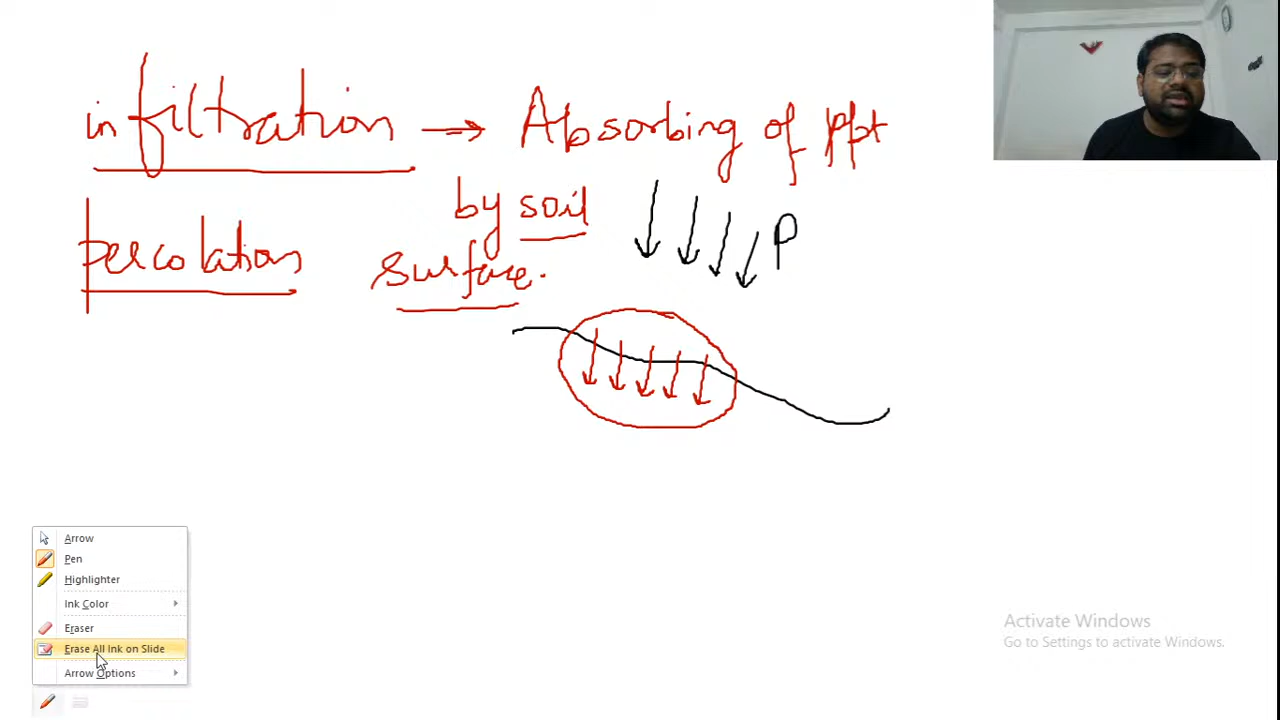 infiltration → Absorbing of ppt
by soil
surface.
percolation
P
Arrow
Pen
Highlighter
Ink Color
Eraser
Erase All Ink on Slide
Arrow Options
Activate Windows
Go to Settings to activate Windows.